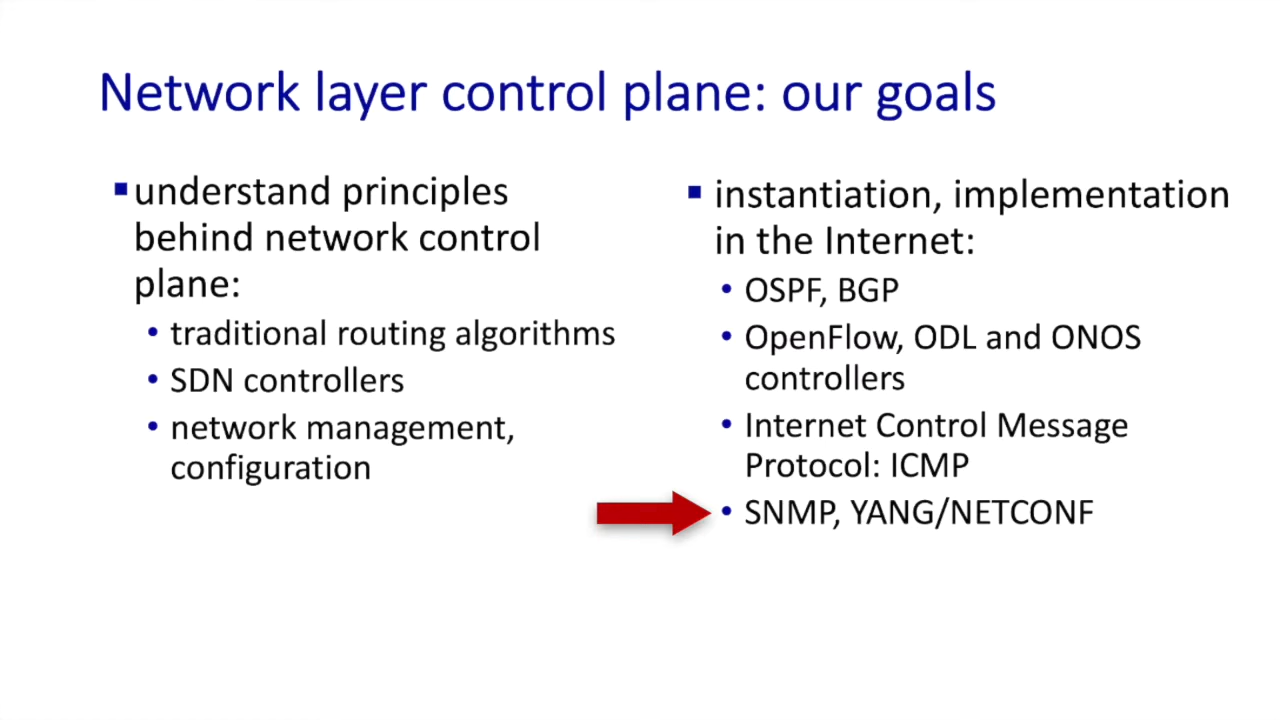 Network layer control plane: our goals
understand principles
behind network control
plane:
traditional routing algorithms
SDN controllers
network management,
configuration
instantiation, implementation
in the Internet:
OSPF, BGP
OpenFlow, ODL and ONOS
controllers
Internet Control Message
Protocol: ICMP
SNMP, YANG/NETCONF